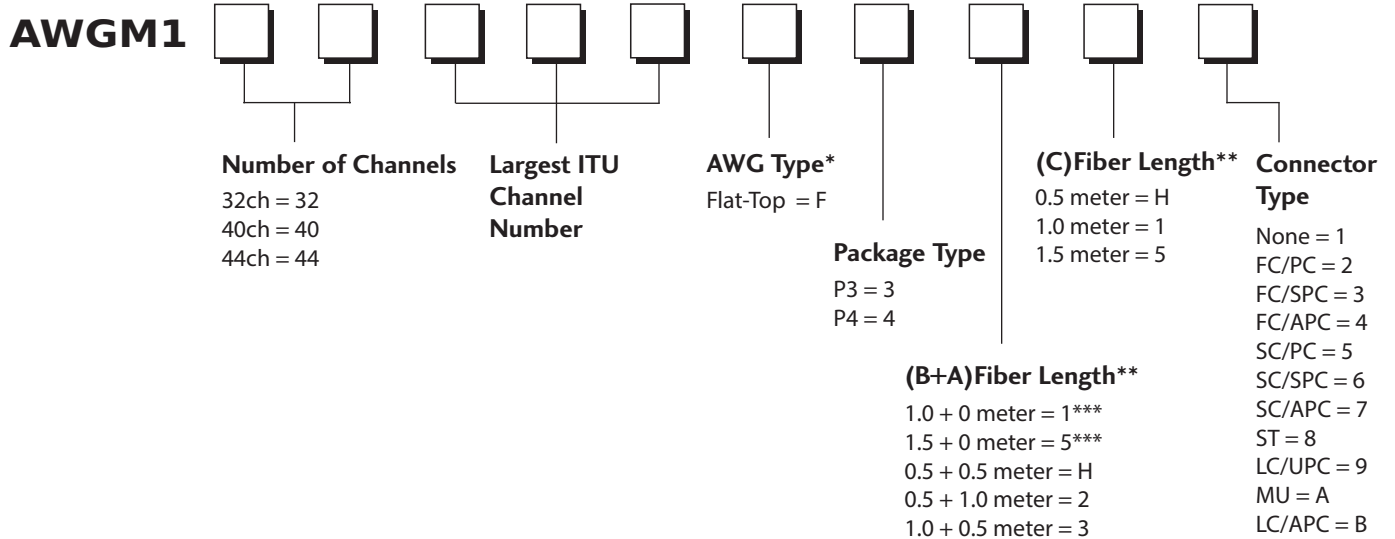 AWGM1
Number of Channels
32ch = 32
40ch = 40
44ch = 44
Largest ITU
Channel
Number
AWG Type*
Flat-Top = F
Package Type
P3 = 3
P4 = 4
(B+A)Fiber Length**
1.0 + 0 meter = 1***
1.5 + 0 meter = 5***
0.5 + 0.5 meter = H
0.5 + 1.0 meter = 2
1.0 + 0.5 meter = 3
(C)Fiber Length**
0.5 meter = H
1.0 meter = 1
1.5 meter = 5
Connector
Type
None = 1
FC/PC = 2
FC/SPC = 3
FC/APC = 4
SC/PC = 5
SC/SPC = 6
SC/APC = 7
ST = 8
LC/UPC = 9
MU = A
LC/APC = B